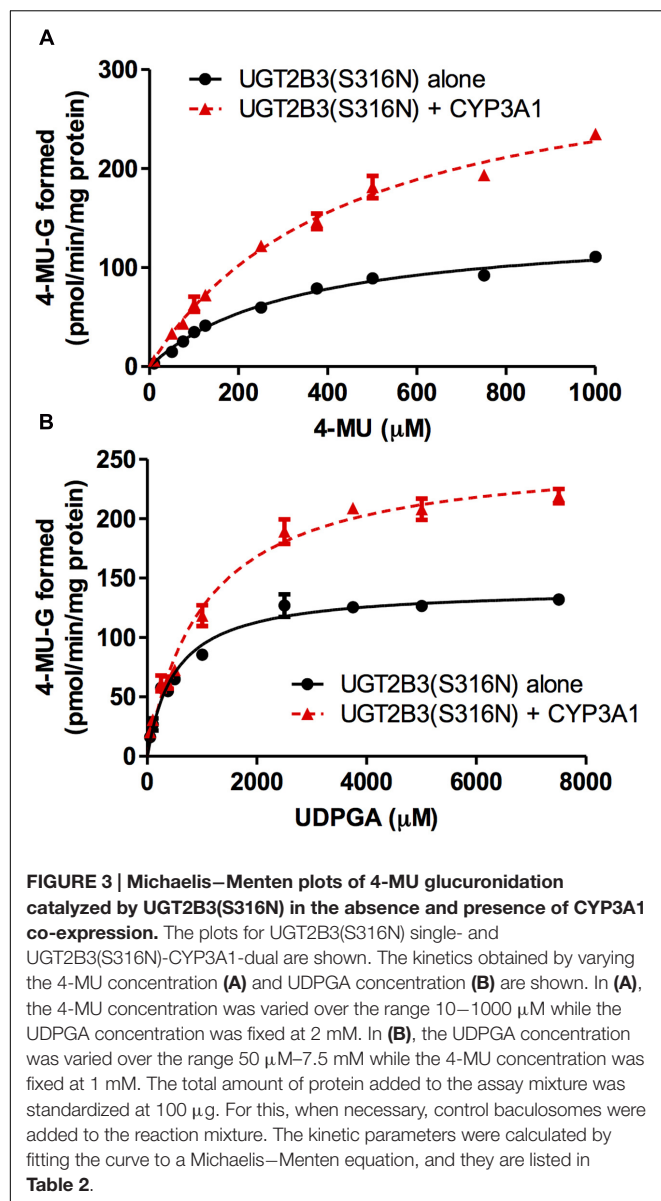 A
300
200
100
0
4-MU-G formed
(pmol/min/mg protein)
UGT2B3(S316N) alone
UGT2B3(S316N) + CYP3A1
0 200 400 600 800 1000
4-MU (μM)
B
250
200
150
100
50
0
4-MU-G formed
(pmol/min/mg protein)
UGT2B3(S316N) alone
UGT2B3(S316N) + CYP3A1
0 2000 4000 6000 8000
UDPGA (μM)
FIGURE 3 | Michaelis–Menten plots of 4-MU glucuronidation
catalyzed by UGT2B3(S316N) in the absence and presence of CYP3A1
co-expression. The plots for UGT2B3(S316N) single- and
UGT2B3(S316N)-CYP3A1-dual are shown. The kinetics obtained by varying
the 4-MU concentration (A) and UDPGA concentration (B) are shown. In (A),
the 4-MU concentration was varied over the range 10–1000 μM while the
UDPGA concentration was fixed at 2 mM. In (B), the UDPGA concentration
was varied over the range 50 μM–7.5 mM while the 4-MU concentration was
fixed at 1 mM. The total amount of protein added to the assay mixture was
standardized at 100 μg. For this, when necessary, control baculosomes were
added to the reaction mixture. The kinetic parameters were calculated by
fitting the curve to a Michaelis–Menten equation, and they are listed in
Table 2.